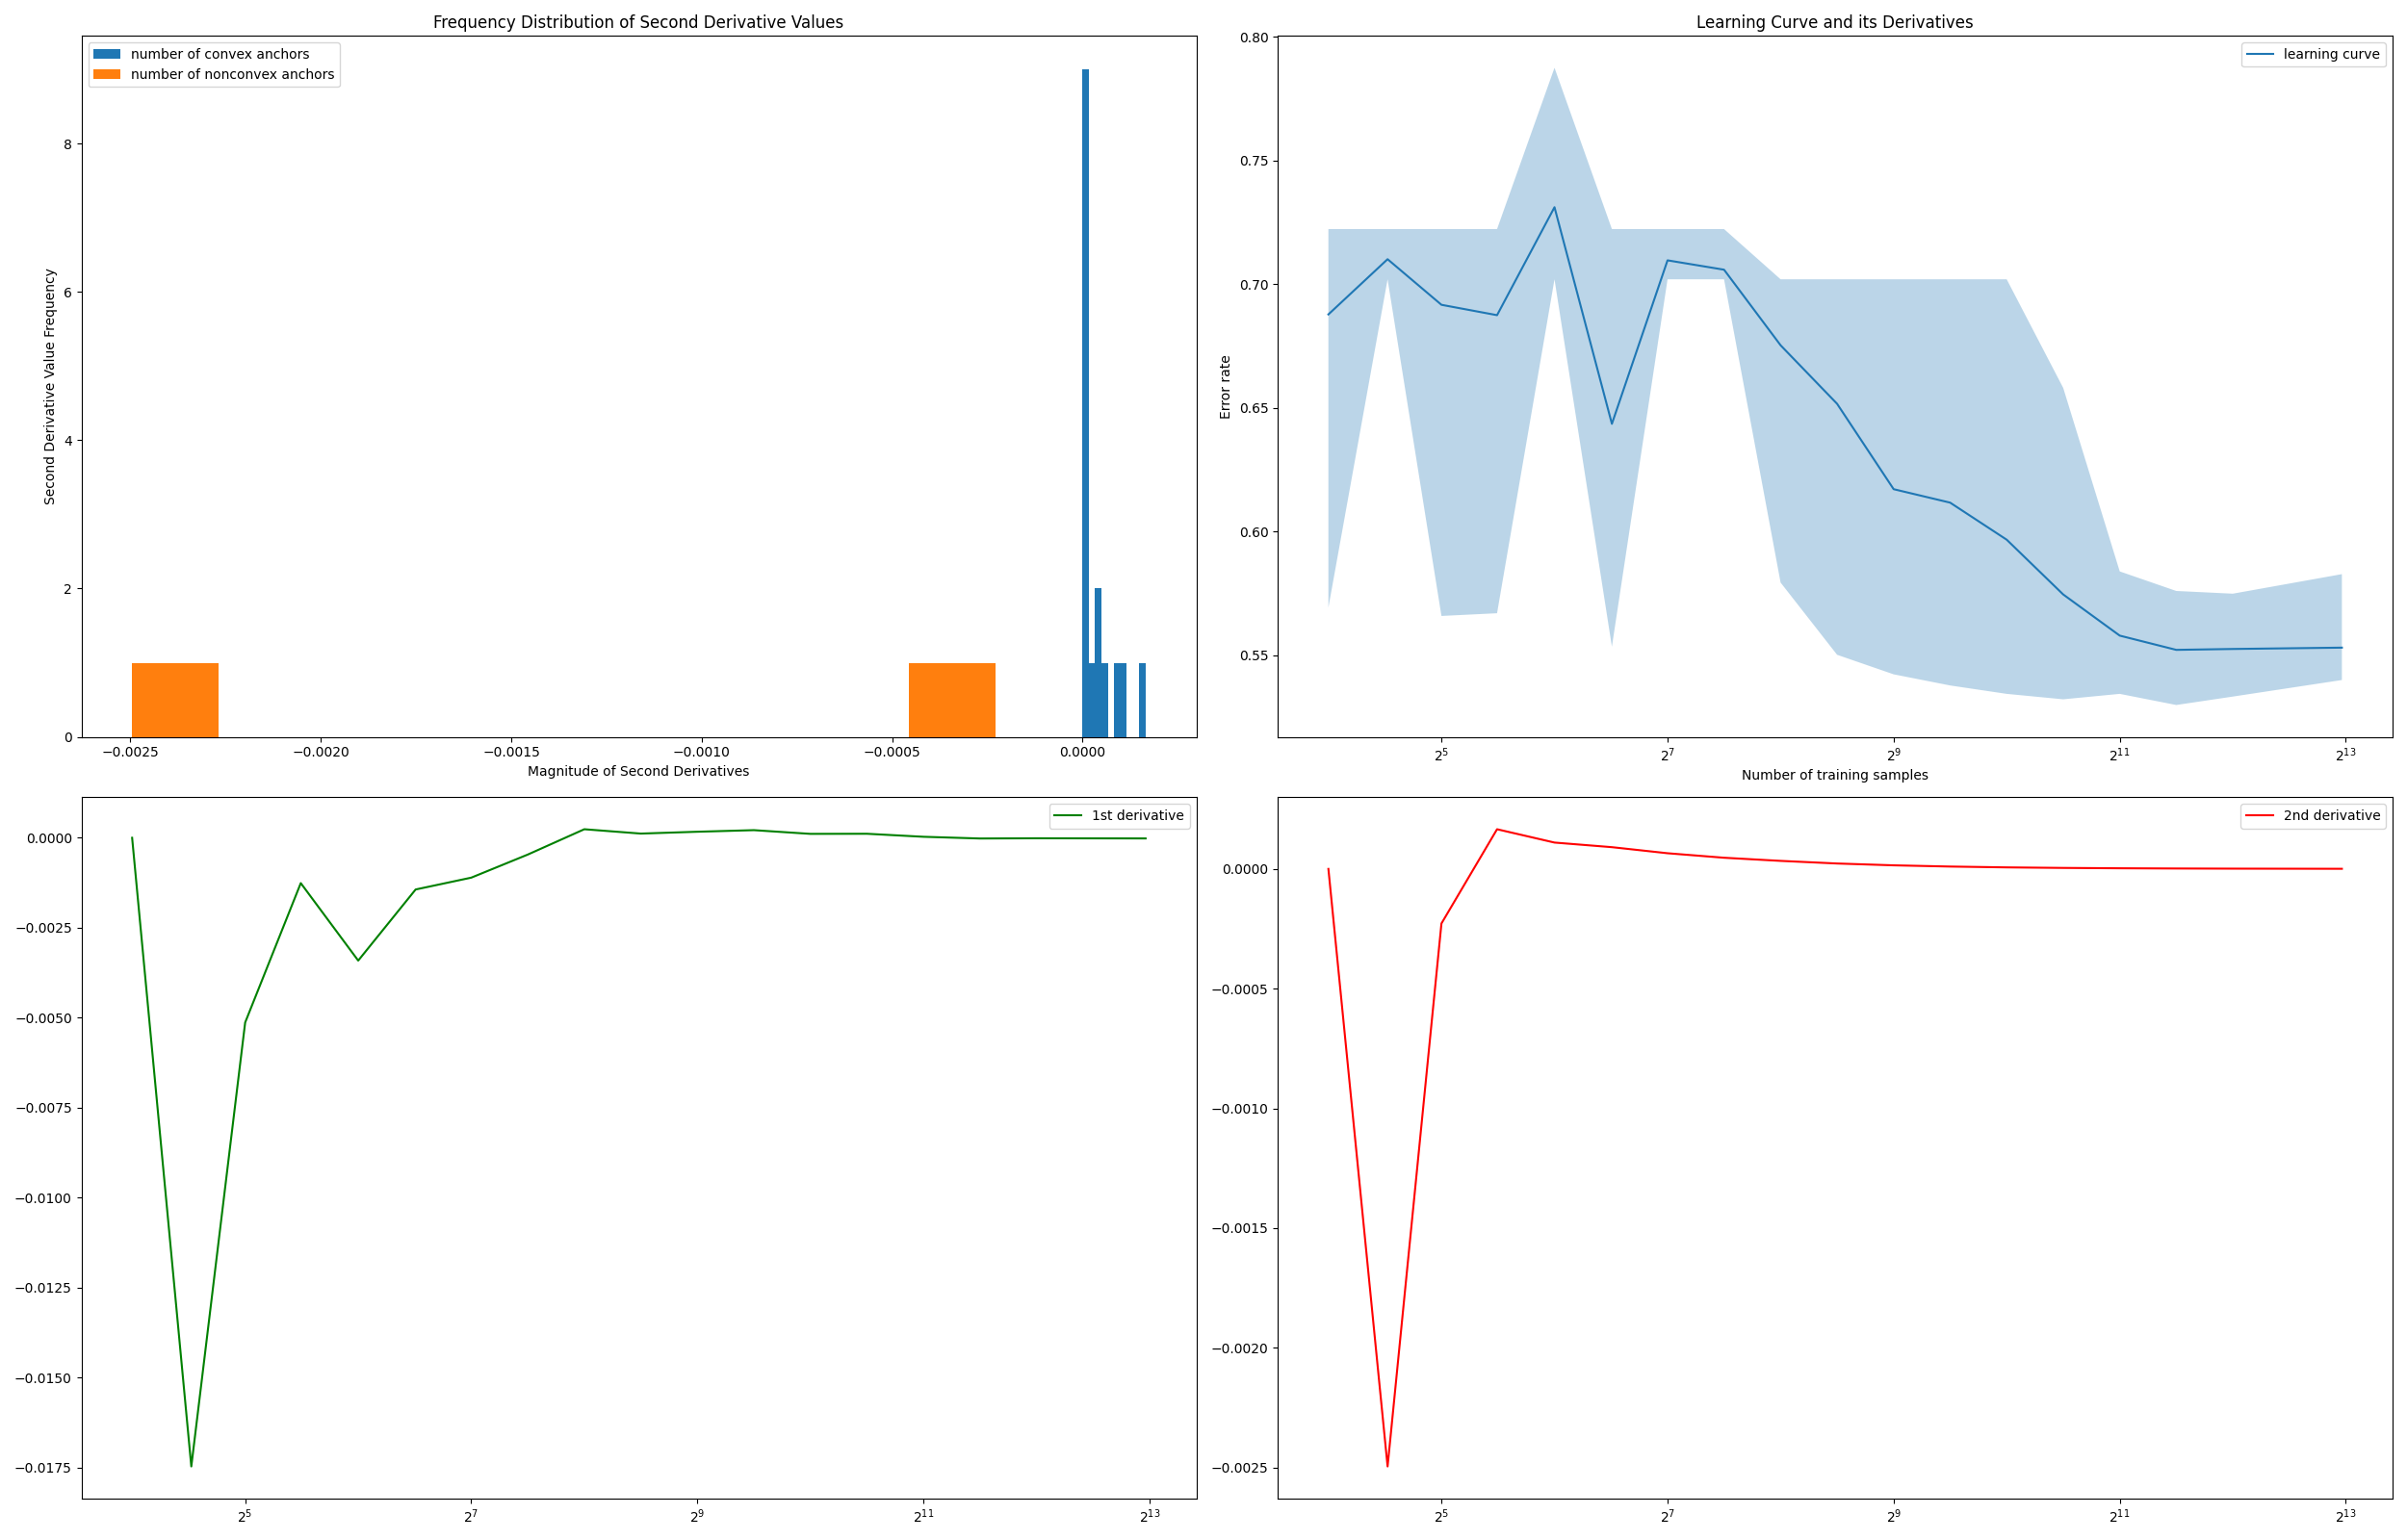 Frequency Distribution of Second Derivative Values
number of convex anchors
number of nonconvex anchors
Second Derivative Value Frequency
8
6
4
2
0
−0.0025 −0.0020 −0.0015 −0.0010 −0.0005 0.0000
Magnitude of Second Derivatives
Learning Curve and its Derivatives
learning curve
Error rate
0.80
0.75
0.70
0.65
0.60
0.55
2⁵ 2⁷ 2⁹ 2¹¹ 2¹³
Number of training samples
1st derivative
0.0000
−0.0025
−0.0050
−0.0075
−0.0100
−0.0125
−0.0150
−0.0175
2⁵ 2⁷ 2⁹ 2¹¹ 2¹³
2nd derivative
0.0000
−0.0005
−0.0010
−0.0015
−0.0020
−0.0025
2⁵ 2⁷ 2⁹ 2¹¹ 2¹³